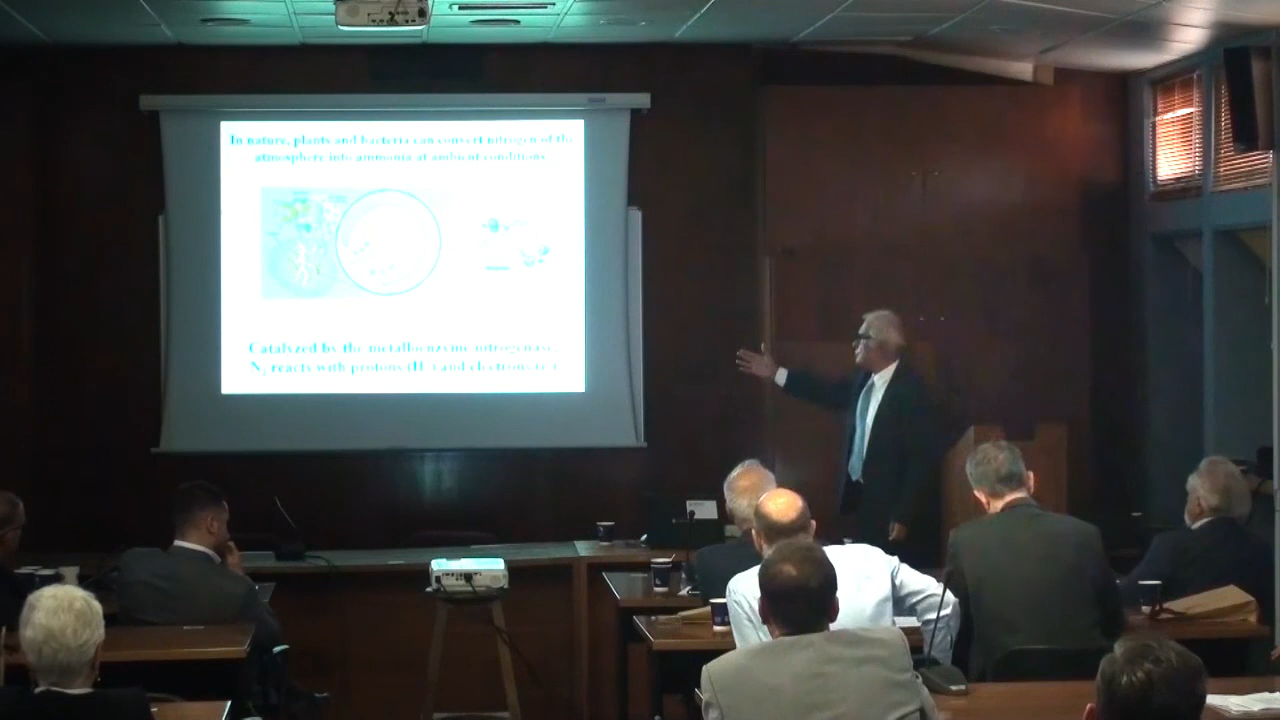 In nature, plants and bacteria can convert nitrogen of the
atmosphere into ammonia at ambient conditions
Catalyzed by the metalloenzyme nitrogenase,
N₂ reacts with protons (H⁺) and electrons (e⁻)